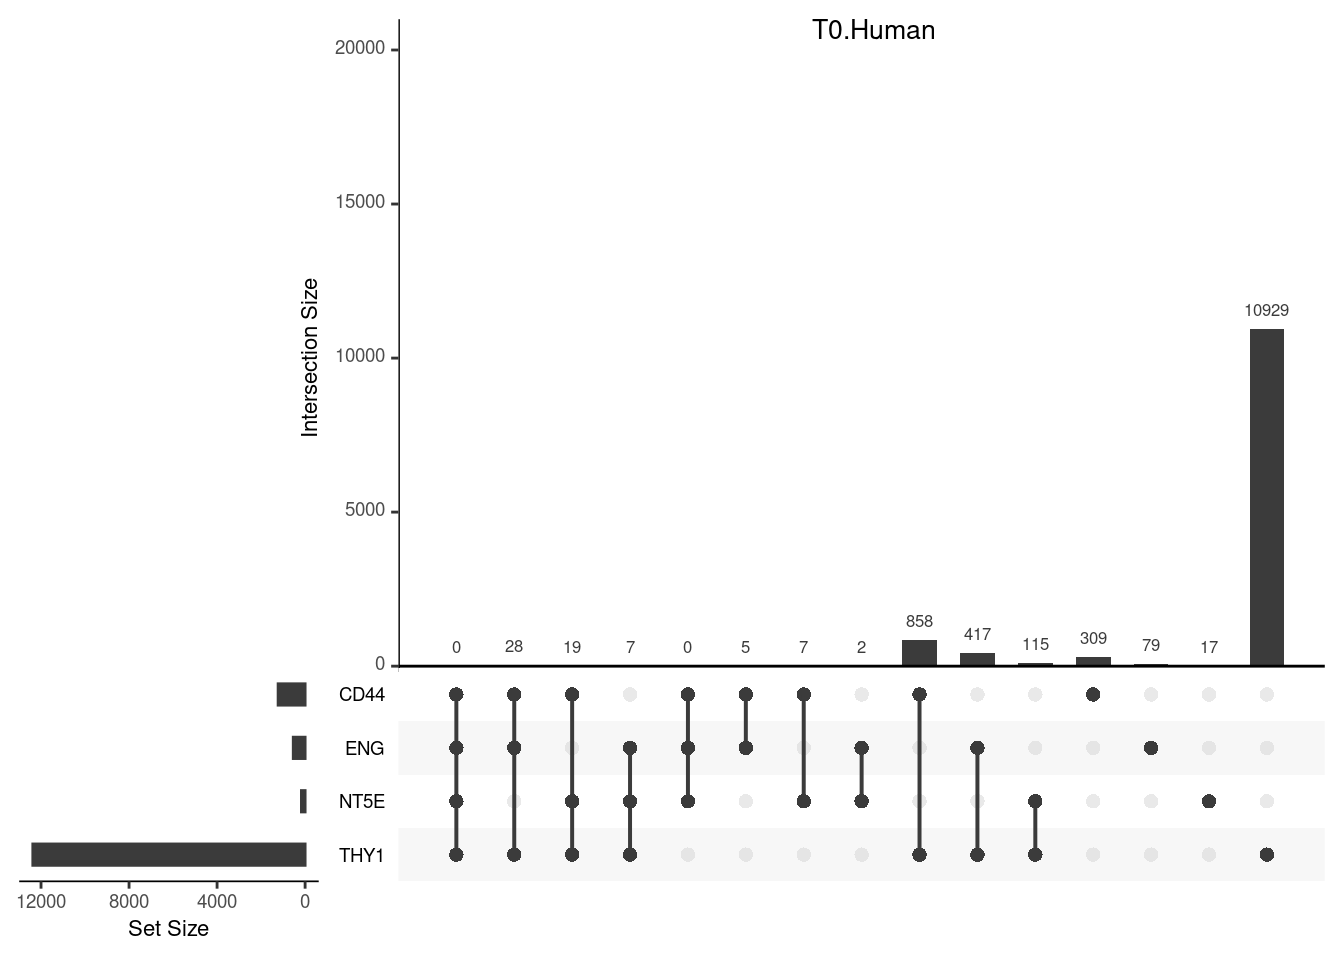 T0.Human
20000
15000
10000
5000
0
Intersection Size
0 28 19 7 0 5 7 2 858 417 115 309 79 17 10929
CD44
ENG
NT5E
THY1
12000 8000 4000 0
Set Size